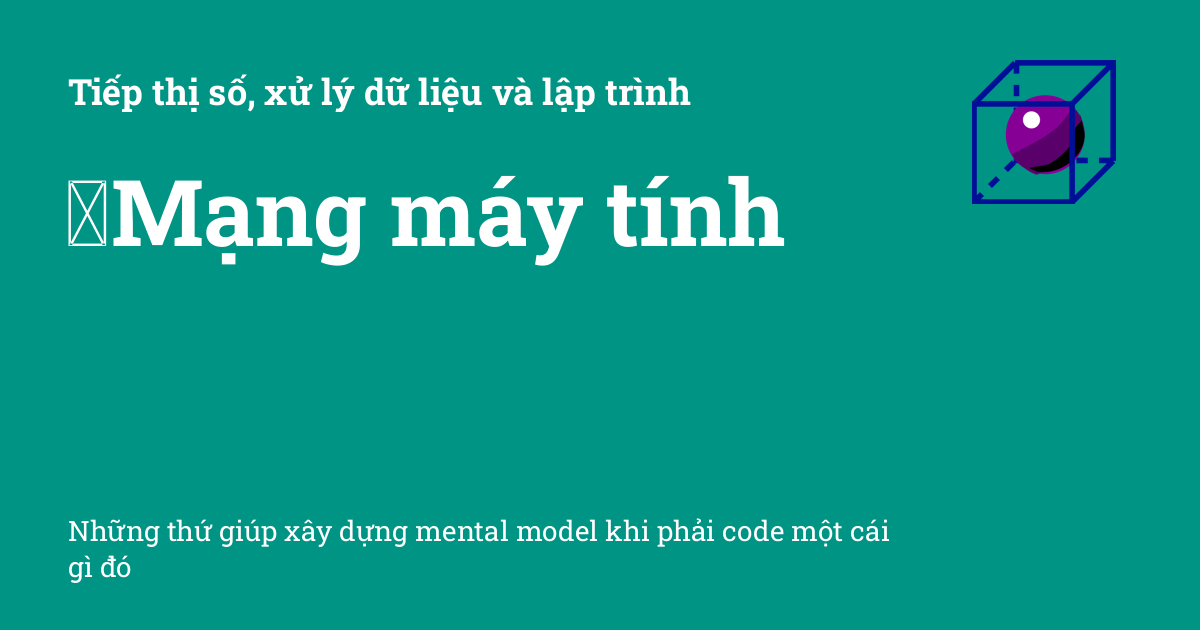 Tiếp thị số, xử lý dữ liệu và lập trình
Mạng máy tính
Những thứ giúp xây dựng mental model khi phải code một cái
gì đó